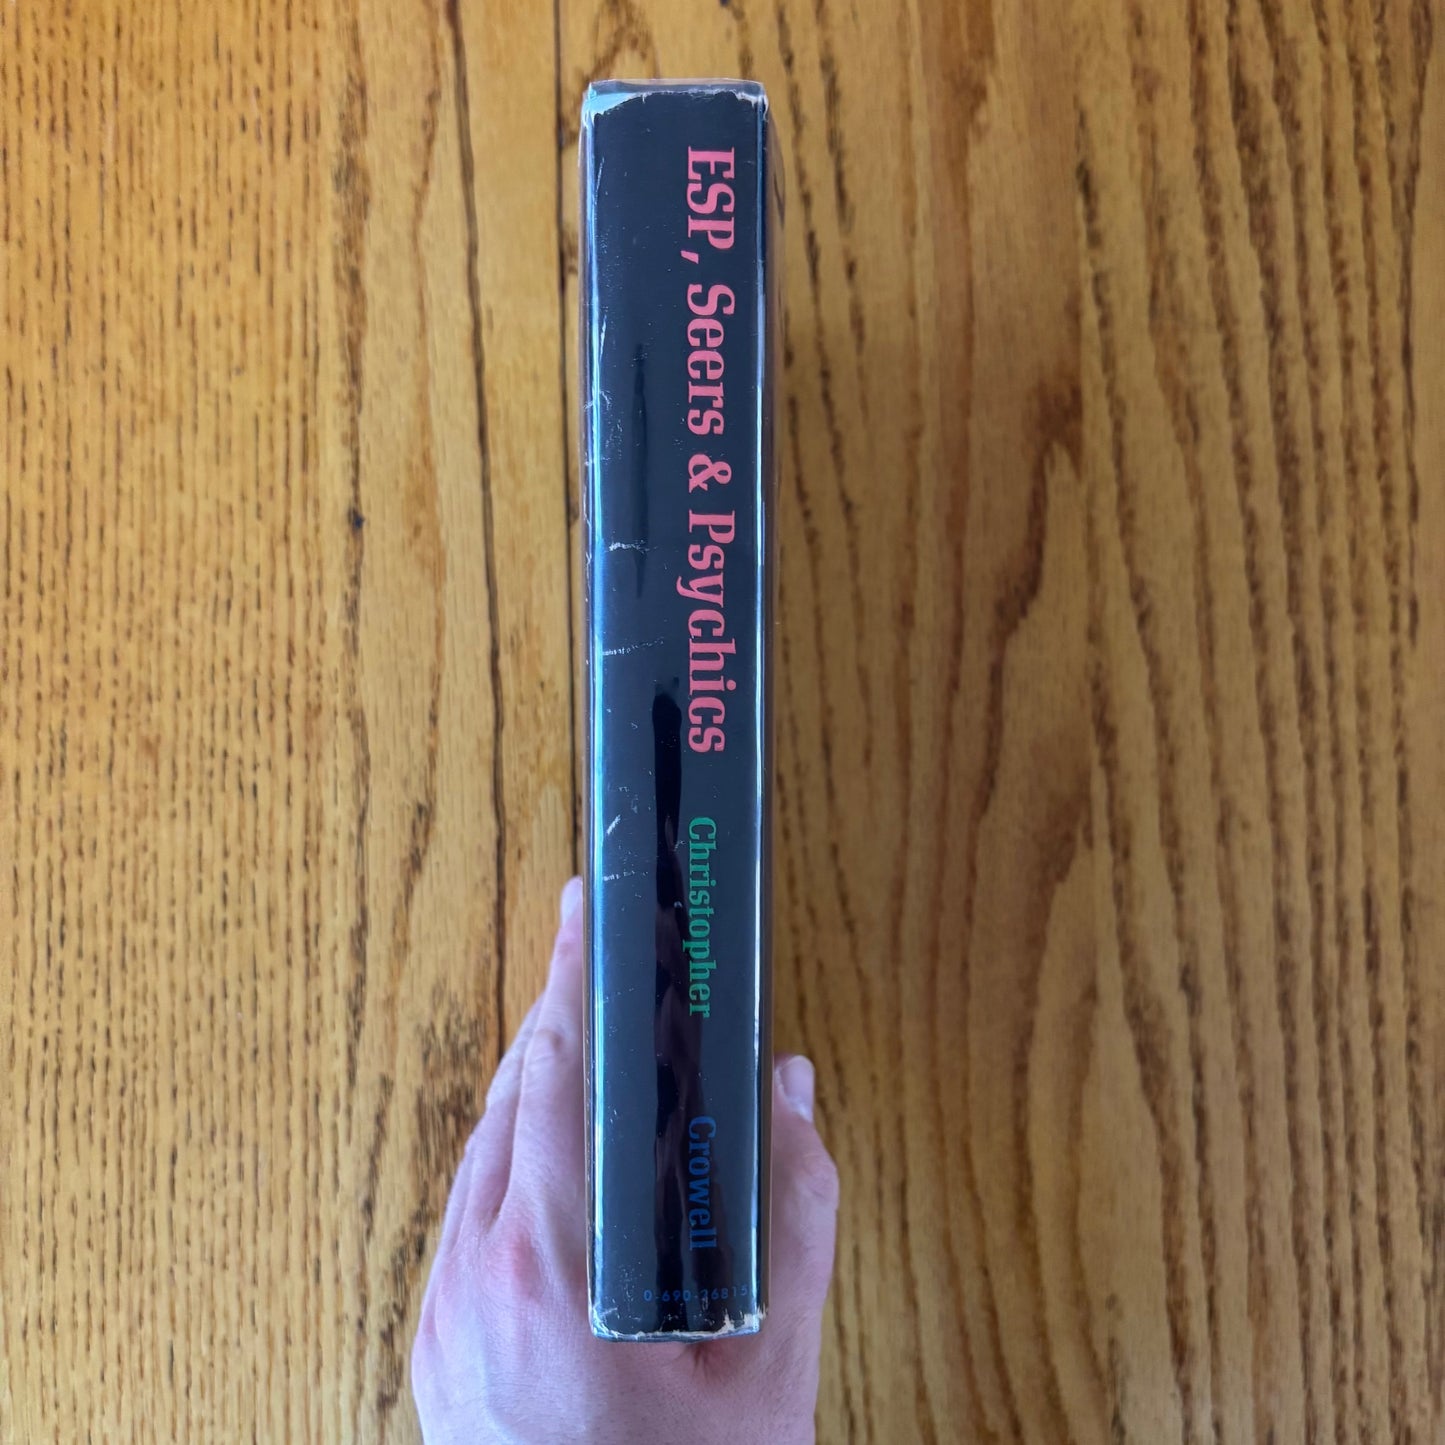 ESP, Seers & Psychics
Christopher
Crowell
0-690-26815